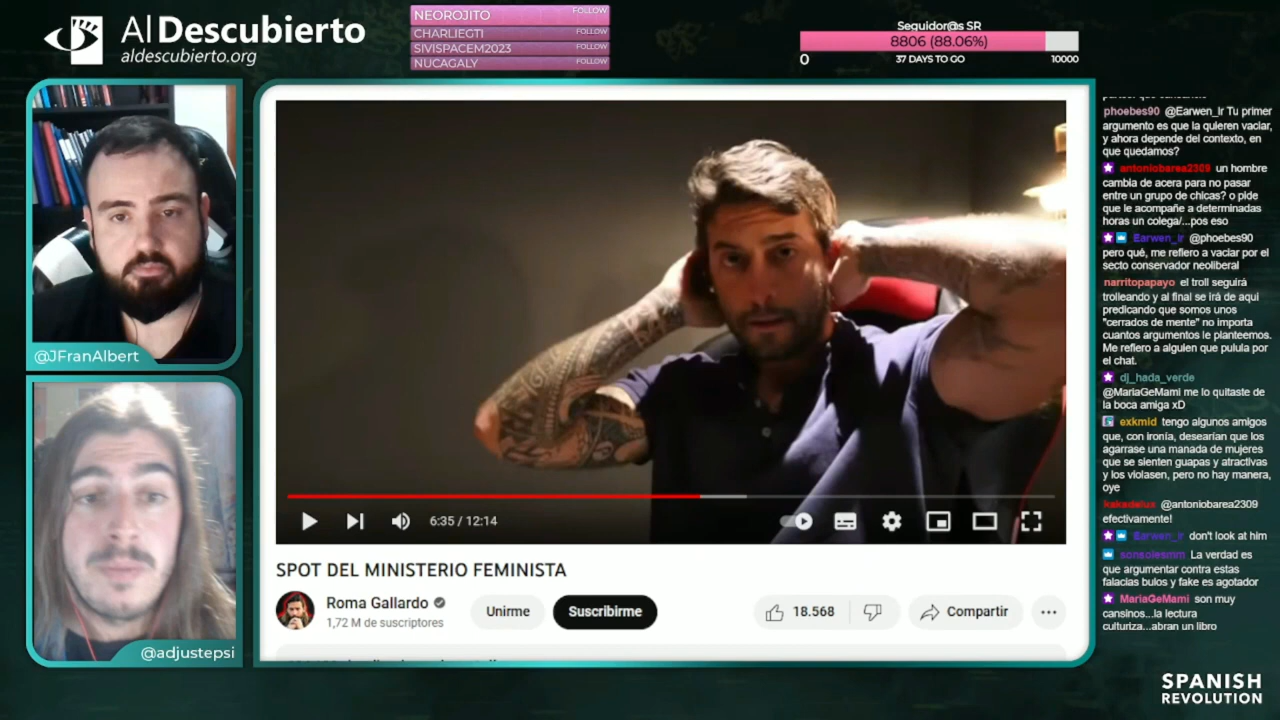 Al Descubierto
aldescubierto.org
NEOROJITO FOLLOW
CHARLIEGTI FOLLOW
SIVISPACEM2023 FOLLOW
NUCAGALY FOLLOW
Seguidor@s SR
8806 (88.06%)
0 37 DAYS TO GO 10000
@JFranAlbert
@adjustepsi
6:35 / 12:14
SPOT DEL MINISTERIO FEMINISTA
Roma Gallardo
1,72 M de suscriptores
Unirme
Suscribirme
18.568
Compartir
phoebes90 @Earwen_Ir Tu primer
argumento es que la quieren vaciar,
y ahora depende del contexto, en
que quedamos?
antoniobarea2309 un hombre
cambia de acera para no pasar
entre un grupo de chicas? o pide
que le acompañe a determinadas
horas un colega/...pos eso
Earwen_Ir @phoebes90
pero qué, me refiero a vaciar por el
secto conservador neoliberal
narritopapayo el troll seguirá
trolleando y al final se irá de aqui
predicando que somos unos
"cerrados de mente" no importa
cuantos argumentos le planteemos.
Me refiero a alguien que pulula por
el chat.
dj_hada_verde
@MariaGeMami me lo quitaste de
la boca amiga xD
exkmid tengo algunos amigos
que, con ironía, desearían que los
agarrase una manada de mujeres
que se sienten guapas y atractivas
y los violasen, pero no hay manera,
oye
@antoniobarea2309
efectivamente!
Earwen_Ir don't look at him
sonsolesmm La verdad es
que argumentar contra estas
falacias bulos y fake es agotador
MariaGeMami son muy
cansinos...la lectura
culturiza...abran un libro
SPANISH
REVOLUTION